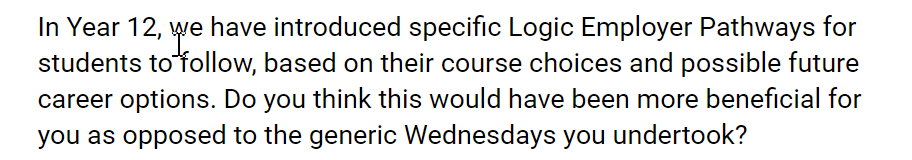 In Year 12, we have introduced specific Logic Employer Pathways for
students to follow, based on their course choices and possible future
career options. Do you think this would have been more beneficial for
you as opposed to the generic Wednesdays you undertook?